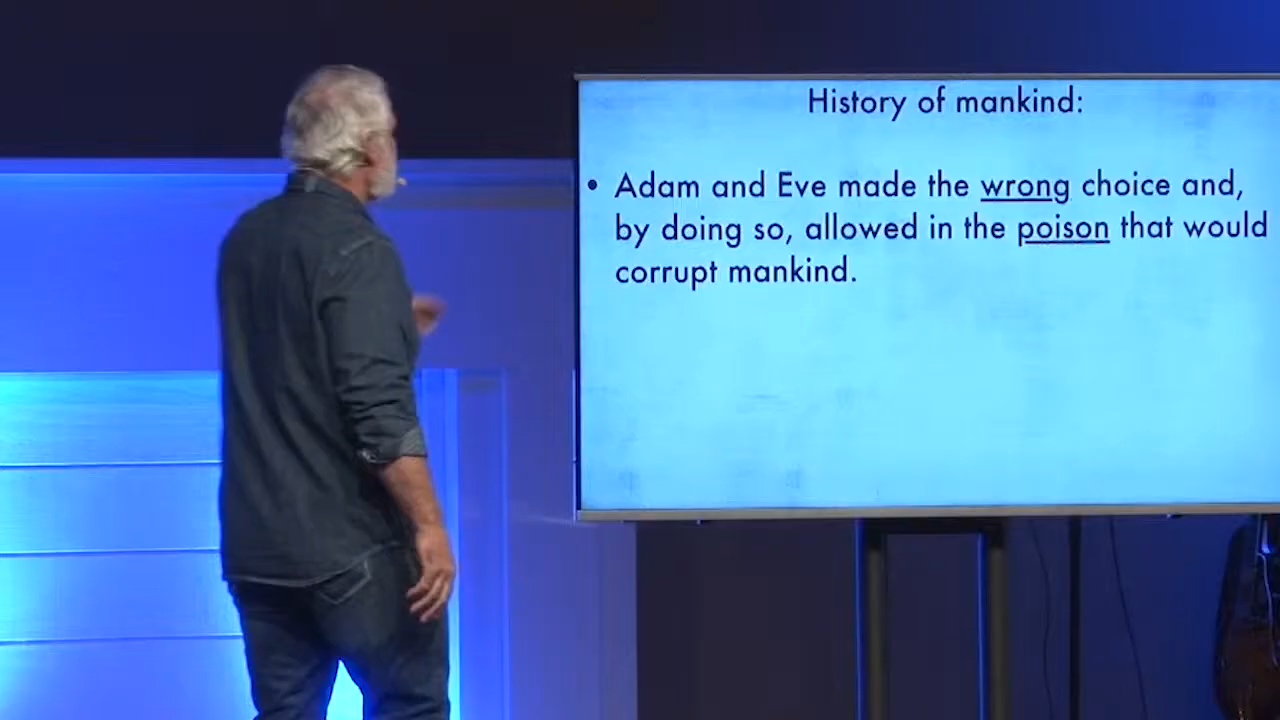 History of mankind:
• Adam and Eve made the wrong choice and,
by doing so, allowed in the poison that would
corrupt mankind.